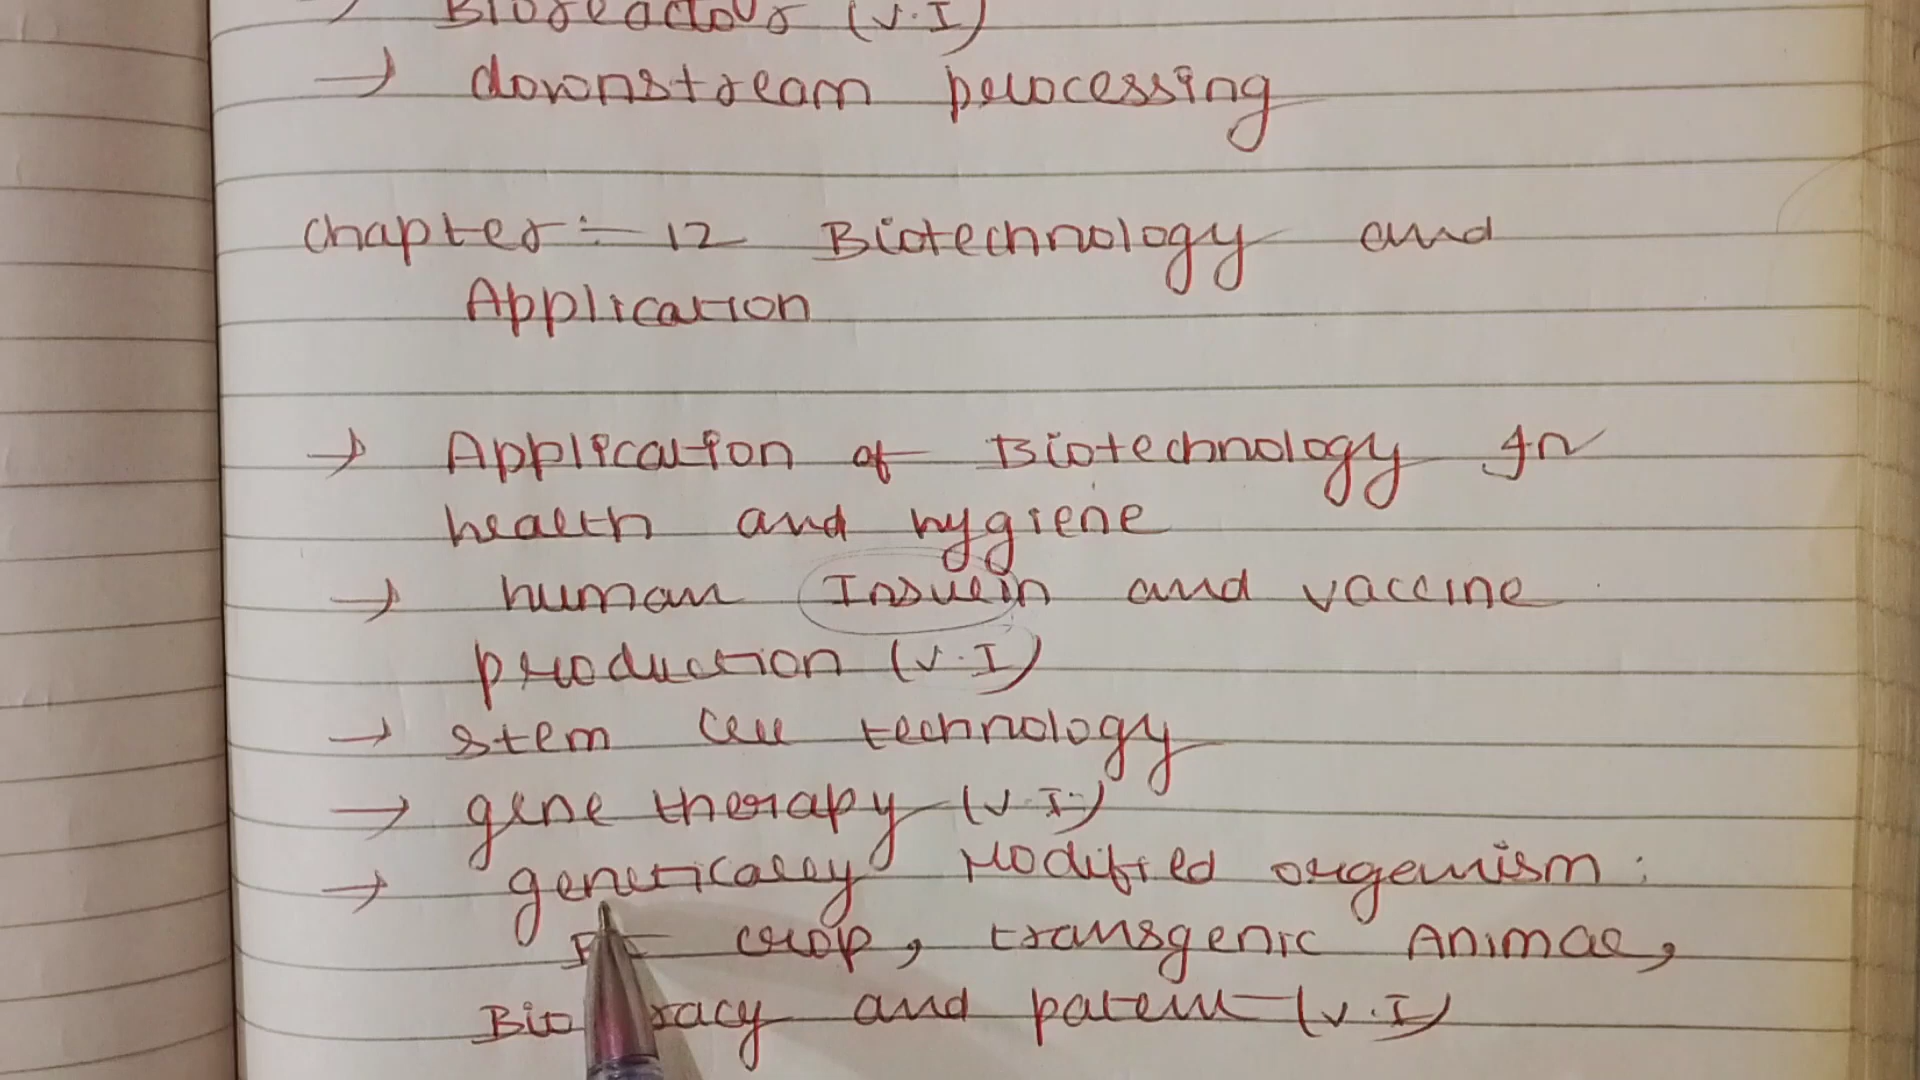 → Bioreactors (V.I)
→ downstream processing
chapter :- 12 Biotechnology and
Application
→ Application of Biotechnology In
health and hygiene
→ human Insulin and vaccine
production (V.I)
→ stem cell technology
→ gene therapy (V.I)
→ genetically Modified organism :
crop, transgenic Animal,
and patent (V.I)